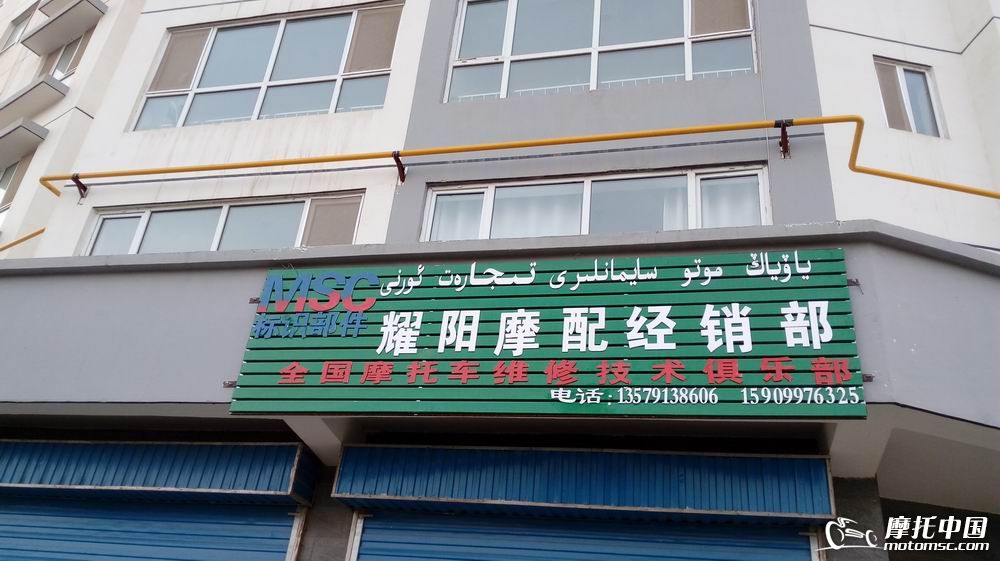 ياۋياڭ موتو سايمانلىرى تىجارەت ئورنى
MSC
标识部件
耀阳摩配经销部
全国摩托车维修技术俱乐部
电话:13579138606 15909976325
摩托中国
motomsc.com